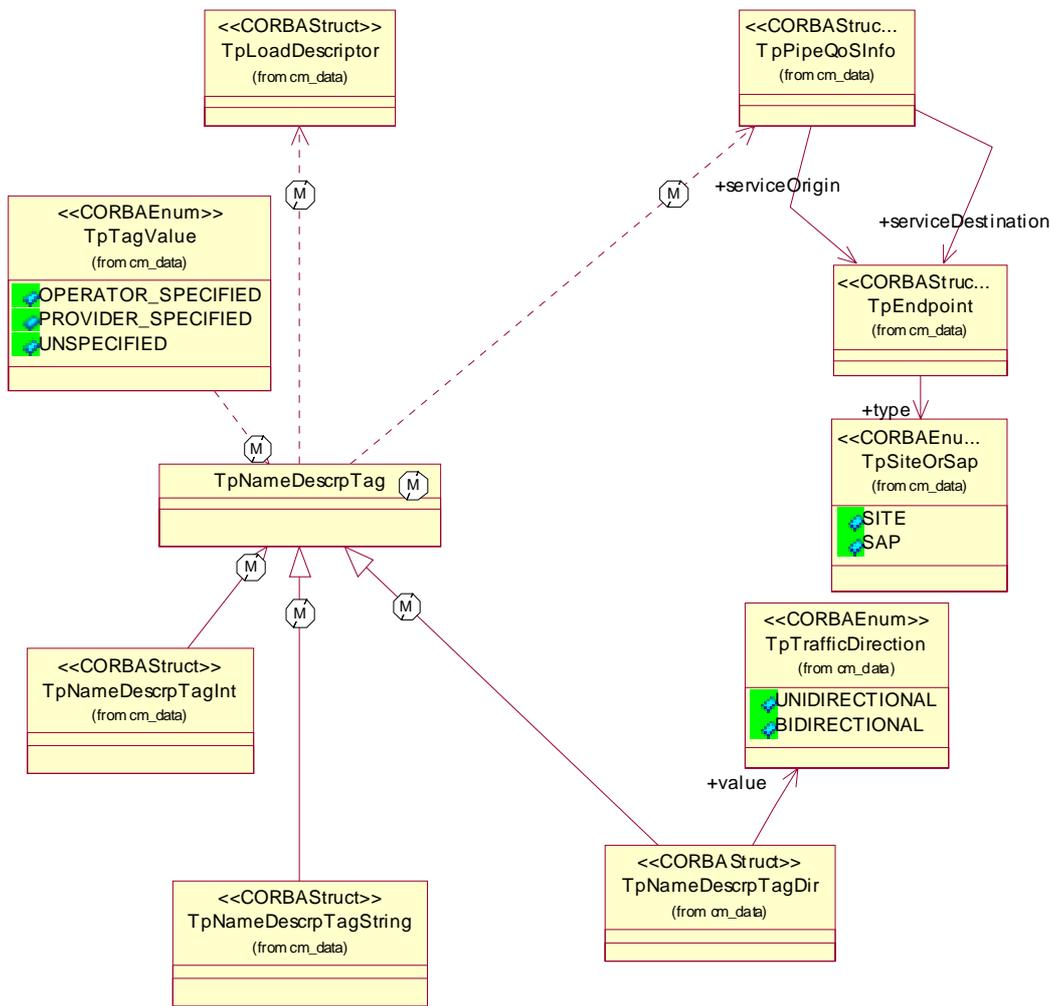 <<CORBAStruct>>
TpLoadDescriptor
(from cm_data)
<<CORBAStruc...
TpPipeQoSInfo
(from cm_data)
M
M
+serviceOrigin
+serviceDestination
<<CORBAEnum>>
TpTagValue
(from cm_data)
OPERATOR_SPECIFIED
PROVIDER_SPECIFIED
UNSPECIFIED
<<CORBAStruc...
TpEndpoint
(from cm_data)
+type
<<CORBAEnu...
TpSiteOrSap
(from cm_data)
SITE
SAP
M
TpNameDescrpTag
M
M
M
M
<<CORBAStruct>>
TpNameDescrpTagInt
(from cm_data)
<<CORBAEnum>>
TpTrafficDirection
(from cm_data)
UNIDIRECTIONAL
BIDIRECTIONAL
+value
<<CORBAStruct>>
TpNameDescrpTagString
(from cm_data)
<<CORBAStruct>>
TpNameDescrpTagDir
(from cm_data)